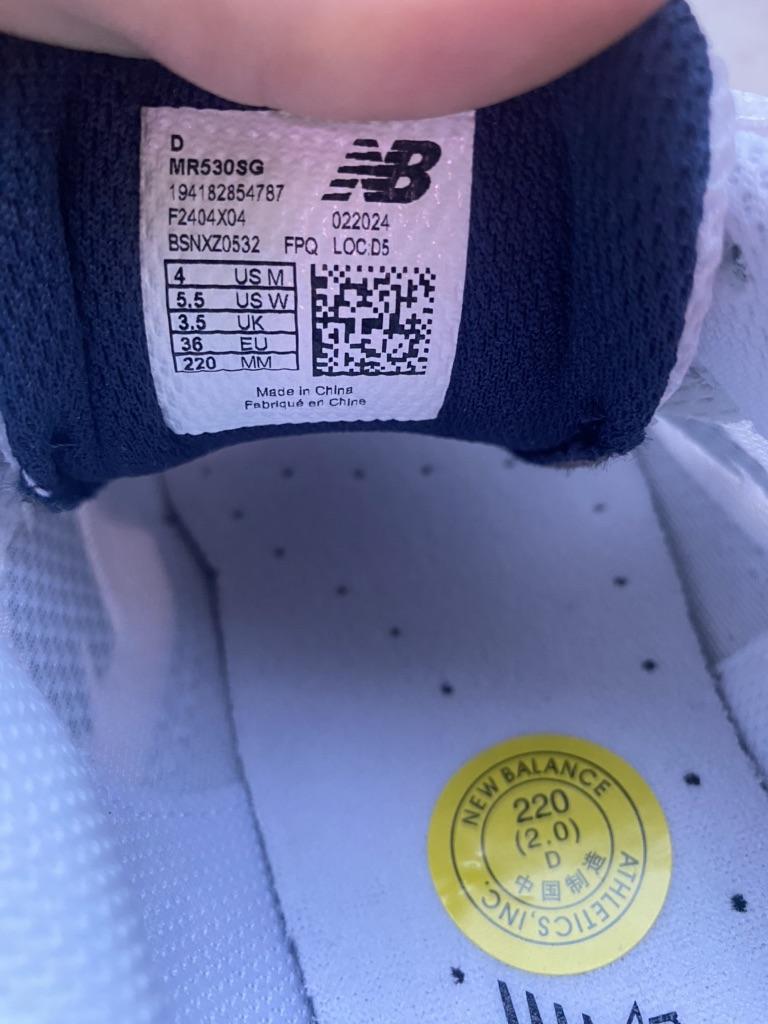 D
MR530SG
194182854787
F2404X04 022024
BSNXZ0532 FPQ LOC:D5
NB
4 US M
5.5 US W
3.5 UK
36 EU
220 MM
Made in China
Fabriqué en Chine
NEW BALANCE
220
(2.0)
D
中国制造
ATHLETICS, INC.